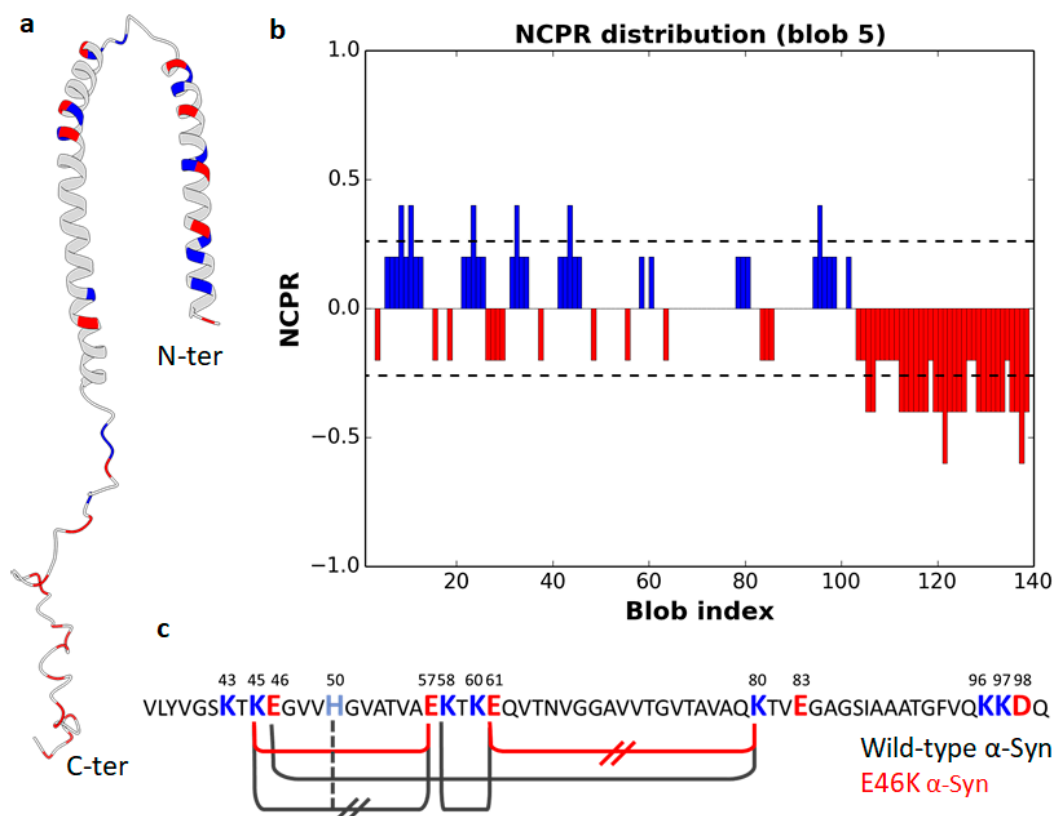 a
N-ter
C-ter
b
NCPR distribution (blob 5)
NCPR
1.0
0.5
0.0
−0.5
−1.0
20 40 60 80 100 120 140
Blob index
c
43 45 46 50 57 58 60 61 80 83 96 97 98
VLYVGSKTKEGVVHGVATVAEKTKEQVTNVGGAVVTGVTAVAQKTVEGAGSIAAATGFVQKKDQ
Wild-type α-Syn
E46K α-Syn